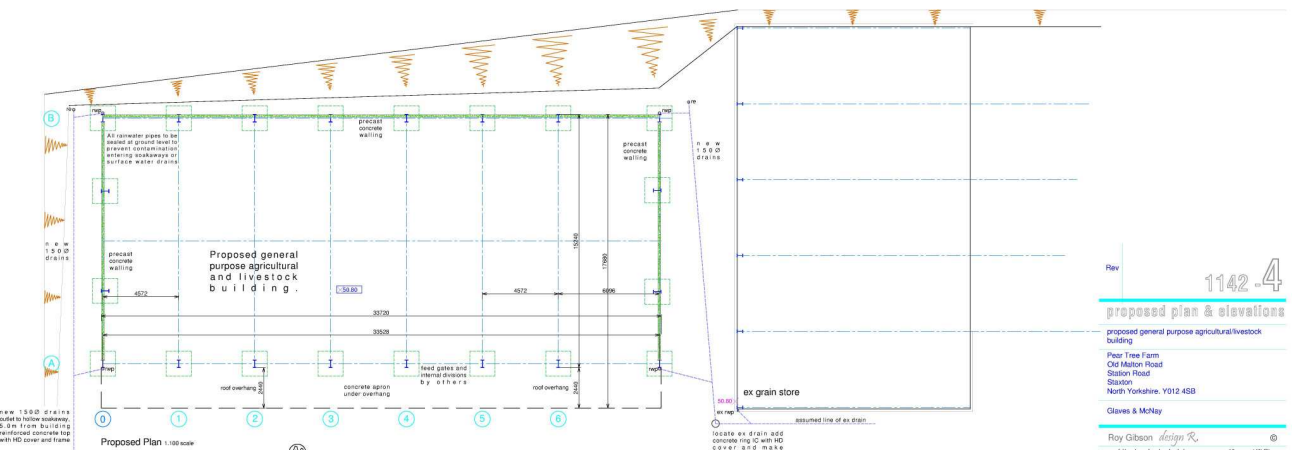 B
rwp
rwp
All rainwater pipes to be
sealed at ground level to
prevent contamination
entering soakaways or
surface water drains
precast
concrete
walling
precast
concrete
walling
new
150Ø
drains
new
150Ø
drains
precast
concrete
walling
Proposed general
purpose agricultural
and livestock
building.
50.80
15240
17680
4572
4572
6096
33720
33528
A
rwp
rwp
roof overhang
2440
concrete apron
under overhang
feed gates and
internal divisions
by others
roof overhang
2440
0
1
2
3
4
5
6
new 150Ø drains
outlet to hollow soakaway,
5.0m from building
reinforced concrete top
with HD cover and frame
Proposed Plan 1:100 scale
ex grain store
50.60
ex rwp
assumed line of ex drain
locate ex drain add
concrete ring IC with HD
cover and make
Rev
1142 - 4
proposed plan & elevations
proposed general purpose agricultural/livestock
building
Pear Tree Farm
Old Malton Road
Station Road
Staxton
North Yorkshire. YO12 4SB
Glaves & McNay
Roy Gibson design R.
©